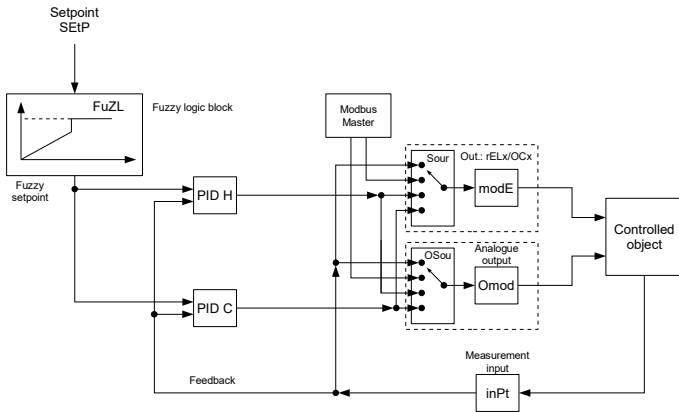 Setpoint
SEtP
FuZL
Fuzzy logic block
Fuzzy
setpoint
Modbus
Master
Sour
Out.: rELx/OCx
modE
PID H
Controlled
object
OSou
Analogue
output
Omod
PID C
Measurement
input
Feedback
inPt